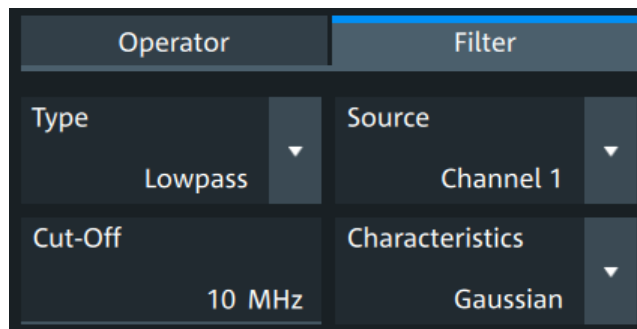 Operator Filter
Type Source
Lowpass Channel 1
Cut-Off Characteristics
10 MHz Gaussian